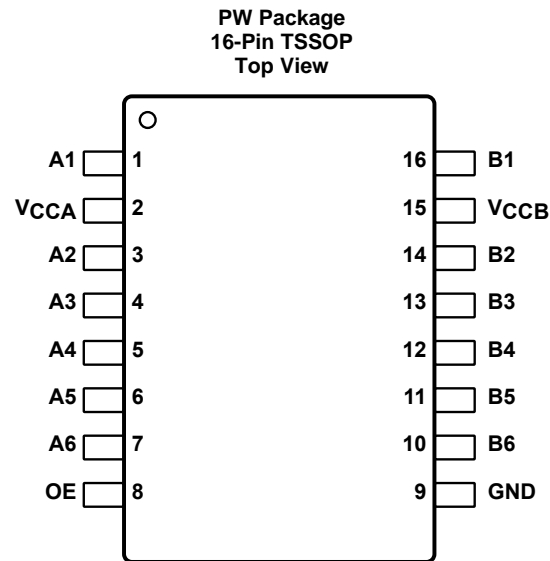 PW Package
16-Pin TSSOP
Top View
A1 1 16 B1
VCCA 2 15 VCCB
A2 3 14 B2
A3 4 13 B3
A4 5 12 B4
A5 6 11 B5
A6 7 10 B6
OE 8 9 GND